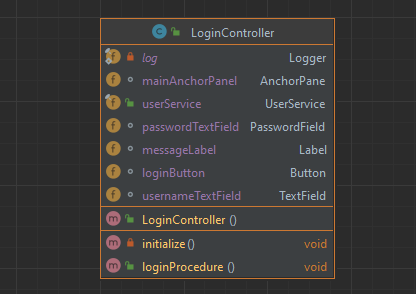 LoginController
log Logger
mainAnchorPanel AnchorPane
userService UserService
passwordTextField PasswordField
messageLabel Label
loginButton Button
usernameTextField TextField
LoginController ()
initialize () void
loginProcedure () void